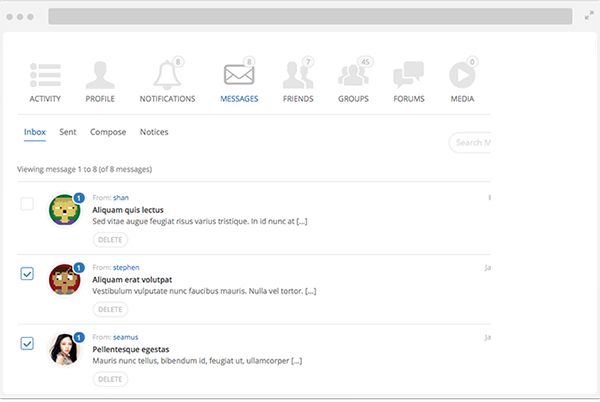 8 8 7 45 0
ACTIVITY PROFILE NOTIFICATIONS MESSAGES FRIENDS GROUPS FORUMS MEDIA
Inbox Sent Compose Notices
Search
Viewing message 1 to 8 (of 8 messages)
1 From: shan
Aliquam quis lectus
Sed vitae augue feugiat risus varius tristique. In id nunc at [...]
DELETE
1 From: stephen Ja
Aliquam erat volutpat
Vestibulum vulputate nunc faucibus mauris. Nulla vel tortor. [...]
DELETE
1 From: seamus Ja
Pellentesque egestas
Mauris nunc tellus, bibendum id, feugiat ut, ullamcorper [...]
DELETE